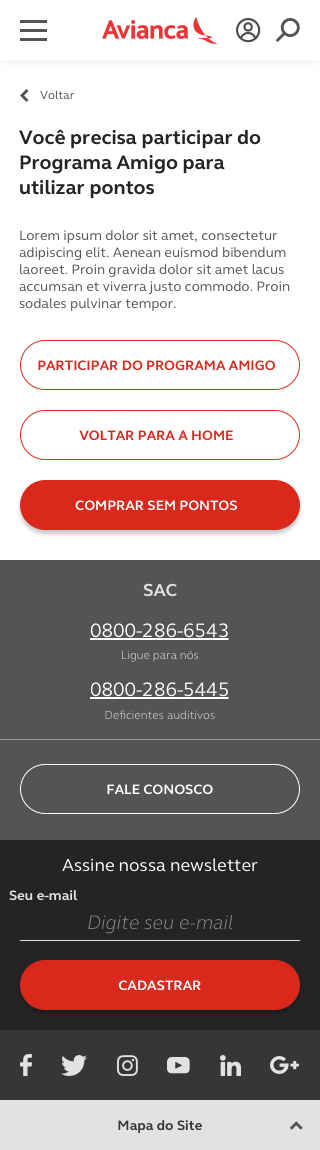 Avianca
Voltar
Você precisa participar do
Programa Amigo para
utilizar pontos
Lorem ipsum dolor sit amet, consectetur
adipiscing elit. Aenean euismod bibendum
laoreet. Proin gravida dolor sit amet lacus
accumsan et viverra justo commodo. Proin
sodales pulvinar tempor.
PARTICIPAR DO PROGRAMA AMIGO
VOLTAR PARA A HOME
COMPRAR SEM PONTOS
SAC
0800-286-6543
Ligue para nós
0800-286-5445
Deficientes auditivos
FALE CONOSCO
Assine nossa newsletter
Seu e-mail
Digite seu e-mail
CADASTRAR
Mapa do Site